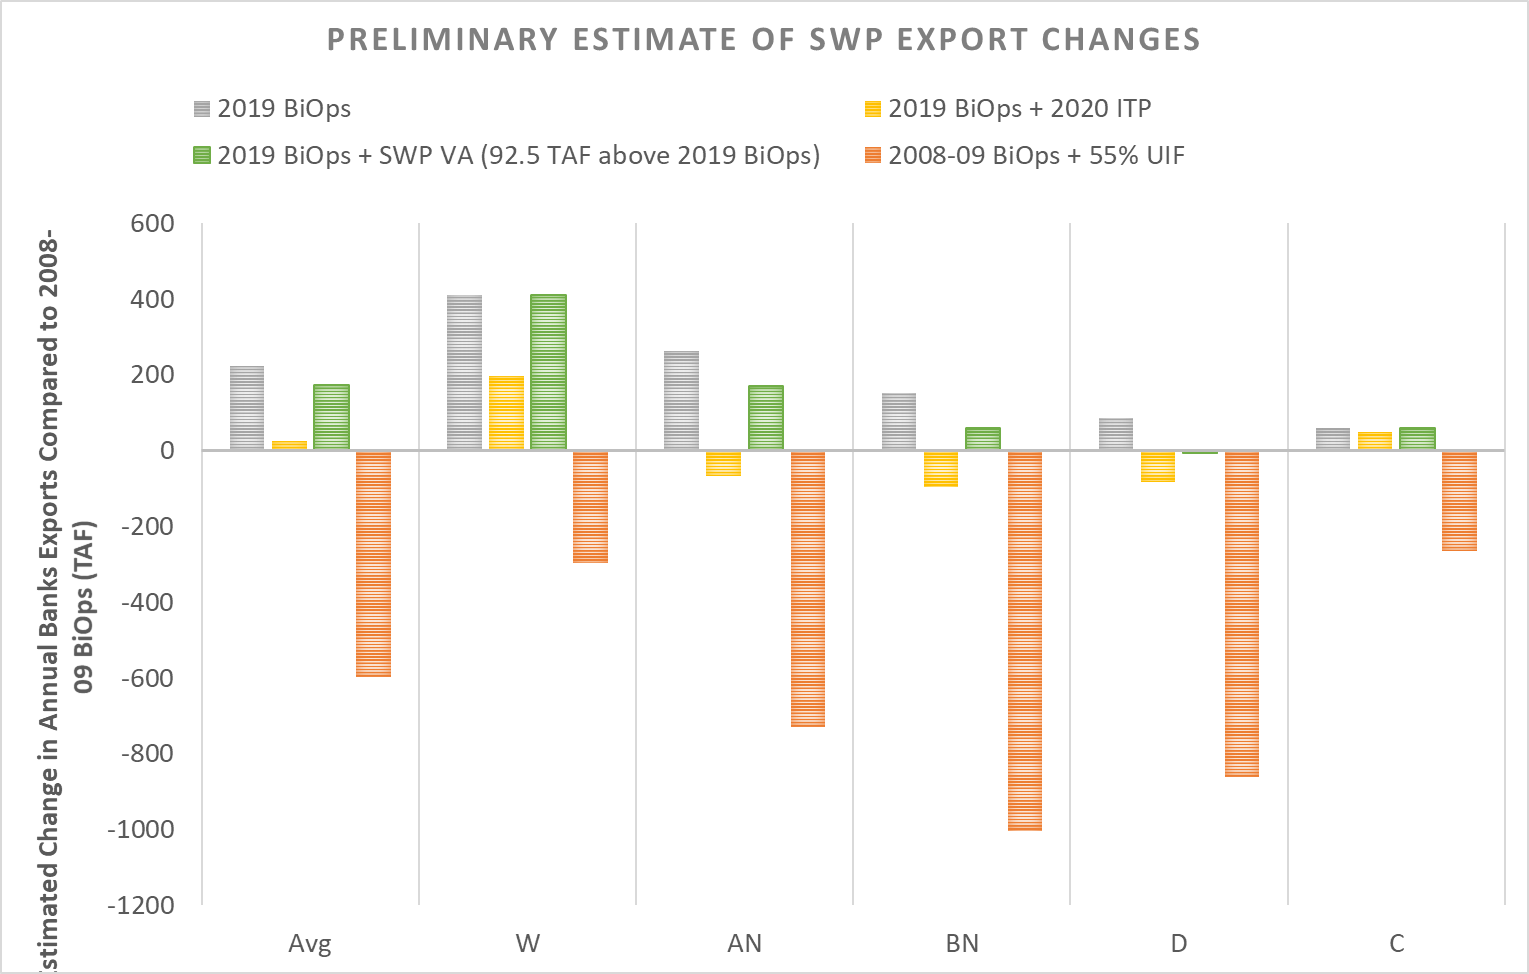 PRELIMINARY ESTIMATE OF SWP EXPORT CHANGES
2019 BiOps
2019 BiOps + 2020 ITP
2019 BiOps + SWP VA (92.5 TAF above 2019 BiOps)
2008-09 BiOps + 55% UIF
stimated Change in Annual Banks Exports Compared to 2008-
09 BiOps (TAF)
600
400
200
0
-200
-400
-600
-800
-1000
-1200
Avg
W
AN
BN
D
C